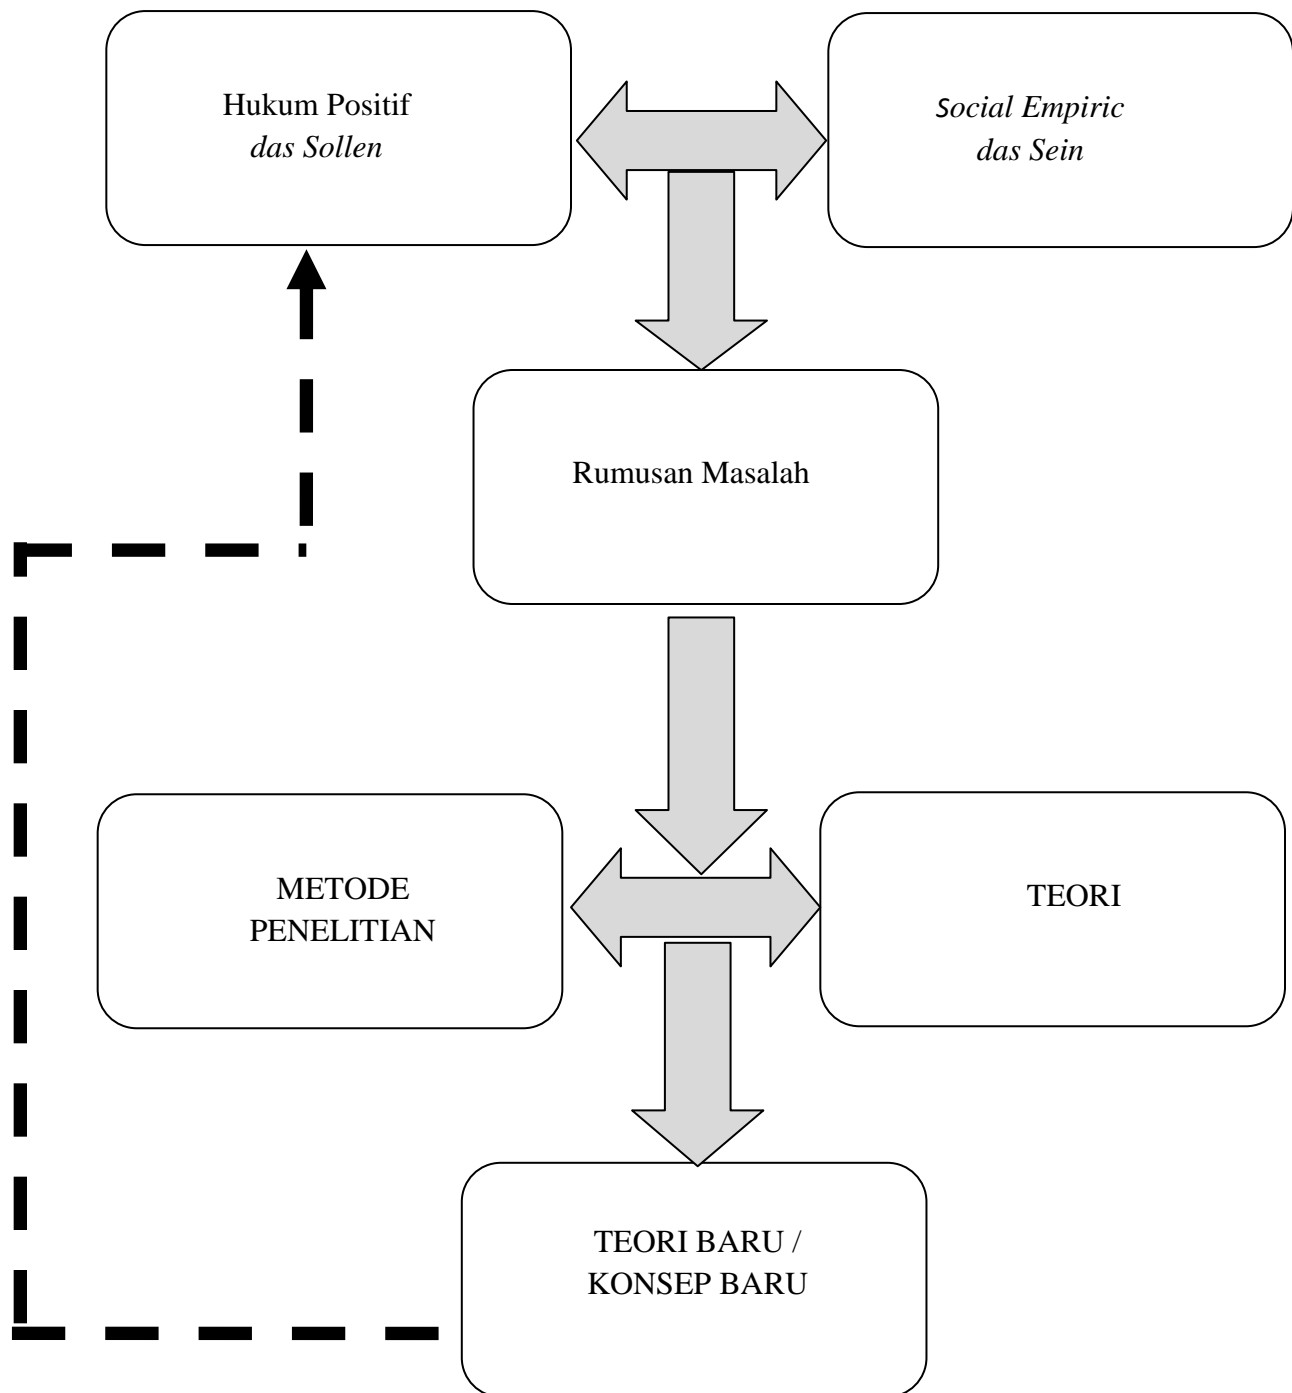 Hukum Positif
das Sollen
Social Empiric
das Sein
Rumusan Masalah
METODE
PENELITIAN
TEORI
TEORI BARU /
KONSEP BARU